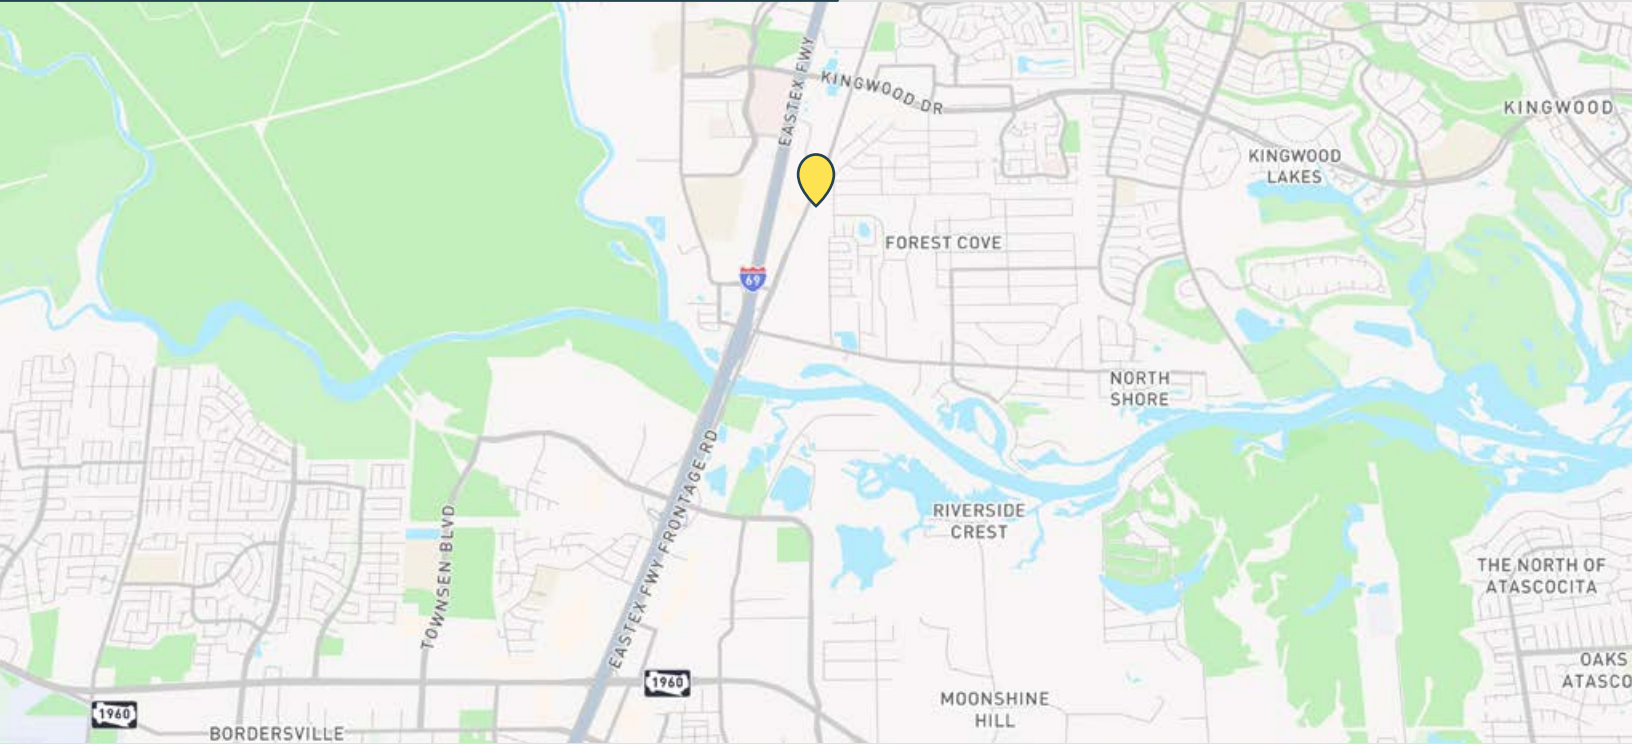 EASTEX FWY
KINGWOOD DR
KINGWOOD
KINGWOOD
LAKES
FOREST COVE
69
NORTH
SHORE
EASTEX FWY FRONTAGE RD
RIVERSIDE
CREST
TOWNSEN BLVD
THE NORTH OF
ATASCOCITA
OAKS
ATASCO
1960
MOONSHINE
HILL
1960
BORDERSVILLE